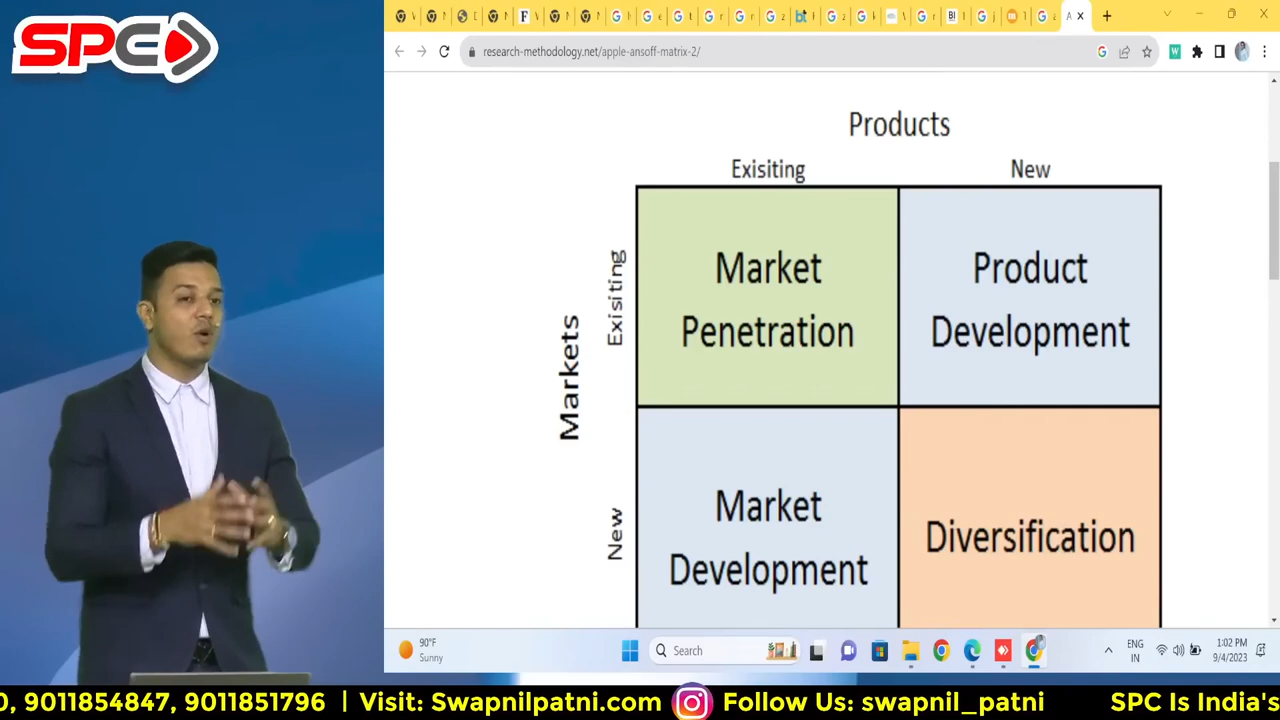 SPC
research-methodology.net/apple-ansoff-matrix-2/
Products
Exisiting
New
Markets
Exisiting
Market
Penetration
Product
Development
New
Market
Development
Diversification
90°F
Sunny
Search
ENG
IN
1:02 PM
9/4/2023
0, 9011854847, 9011851796 | Visit: Swapnilpatni.com Follow Us: swapnil_patni SPC Is India's